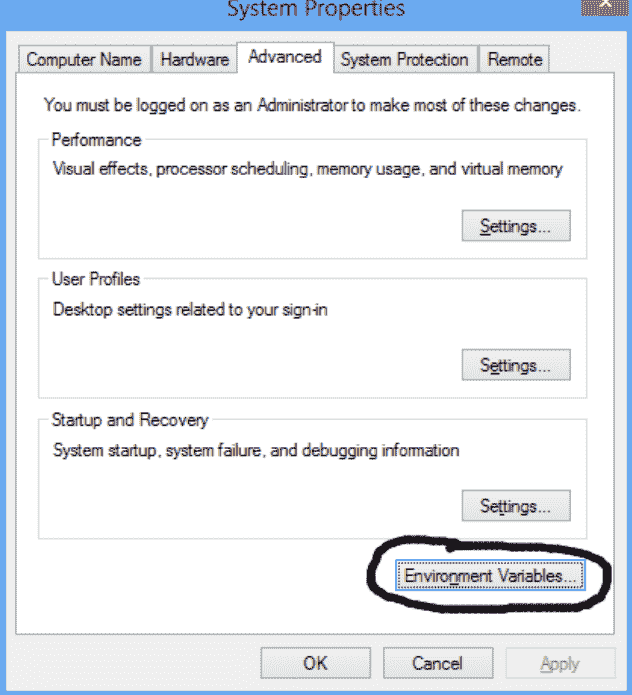 System Properties
Computer Name Hardware Advanced System Protection Remote
You must be logged on as an Administrator to make most of these changes.
Performance
Visual effects, processor scheduling, memory usage, and virtual memory
Settings...
User Profiles
Desktop settings related to your sign-in
Settings...
Startup and Recovery
System startup, system failure, and debugging information
Settings...
Environment Variables...
OK Cancel Apply